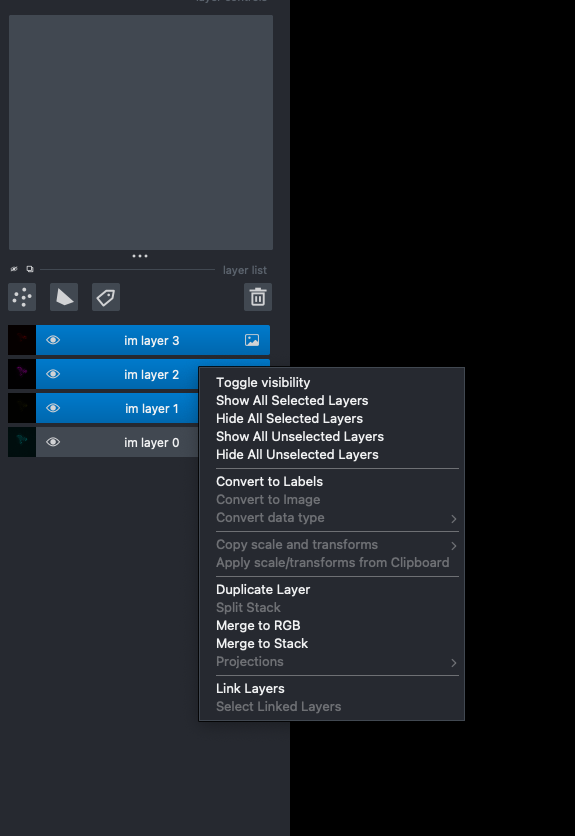 layer controls
layer list
im layer 3
im layer 2
im layer 1
im layer 0
Toggle visibility
Show All Selected Layers
Hide All Selected Layers
Show All Unselected Layers
Hide All Unselected Layers
Convert to Labels
Convert to Image
Convert data type
Copy scale and transforms
Apply scale/transforms from Clipboard
Duplicate Layer
Split Stack
Merge to RGB
Merge to Stack
Projections
Link Layers
Select Linked Layers